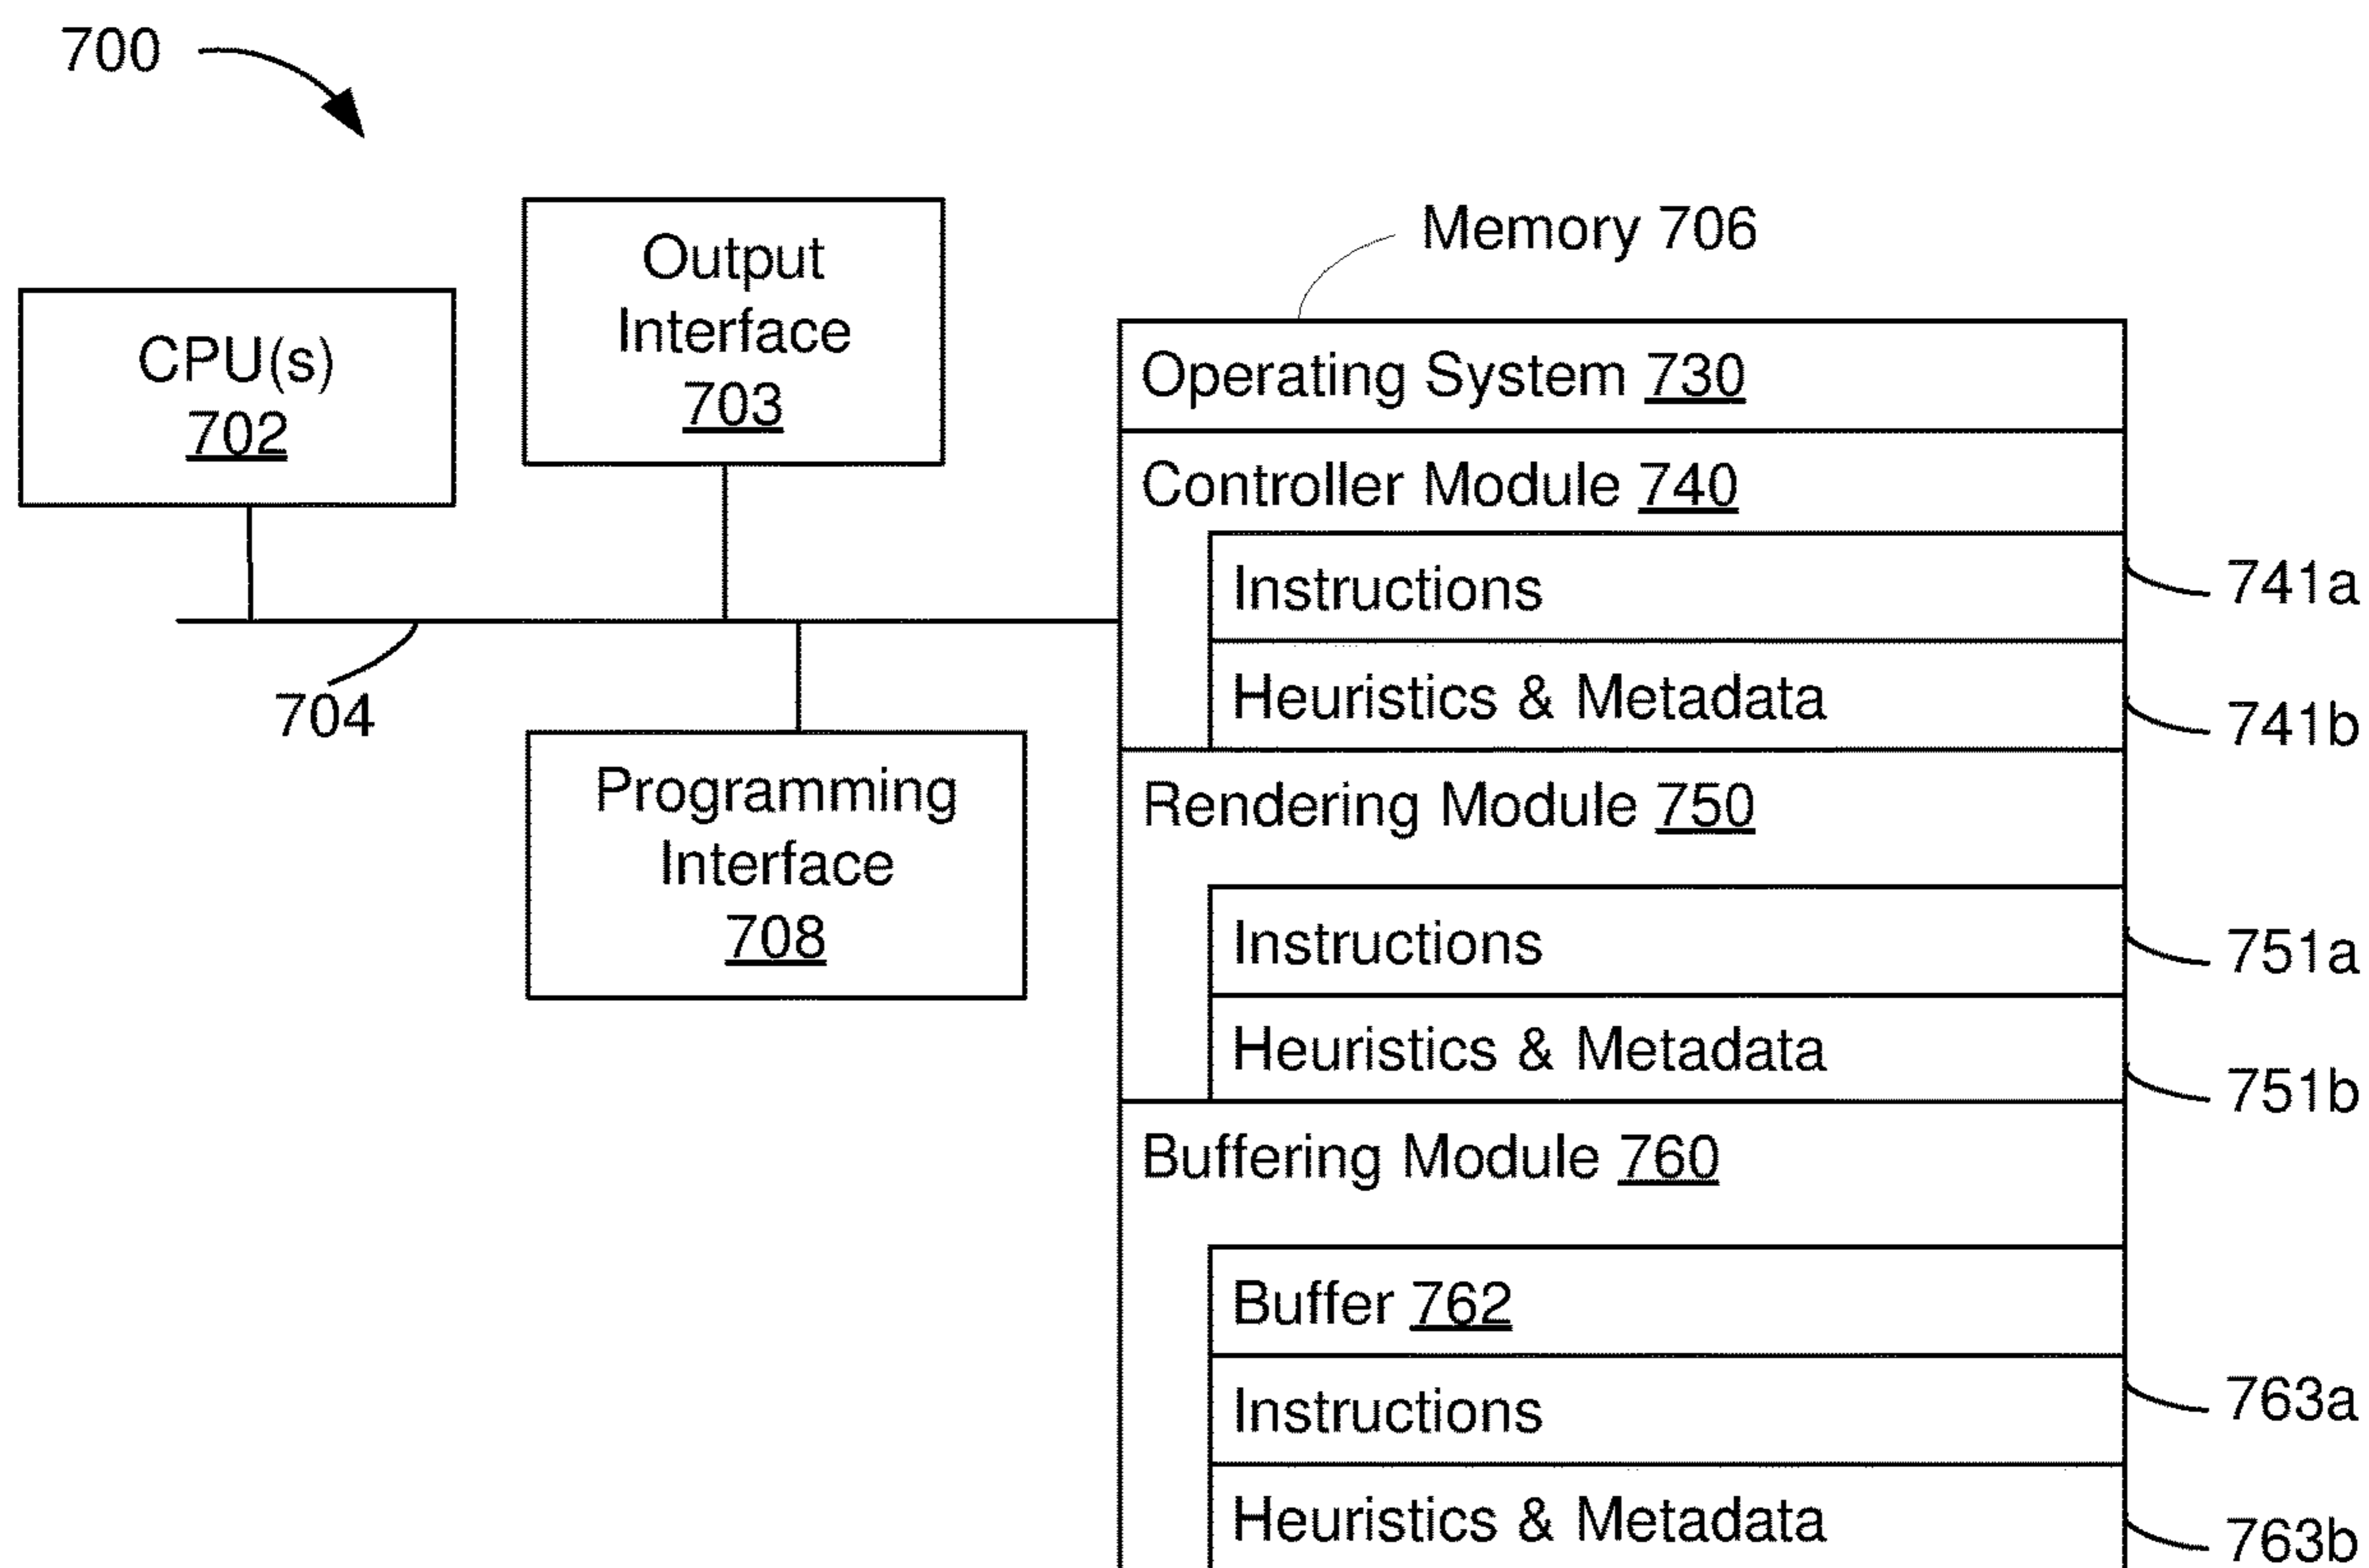 700
CPU(s)
702
Output
Interface
703
704
Programming
Interface
708
Memory 706
Operating System 730
Controller Module 740
Instructions
741a
Heuristics & Metadata
741b
Rendering Module 750
Instructions
751a
Heuristics & Metadata
751b
Buffering Module 760
Buffer 762
Instructions
763a
Heuristics & Metadata
763b